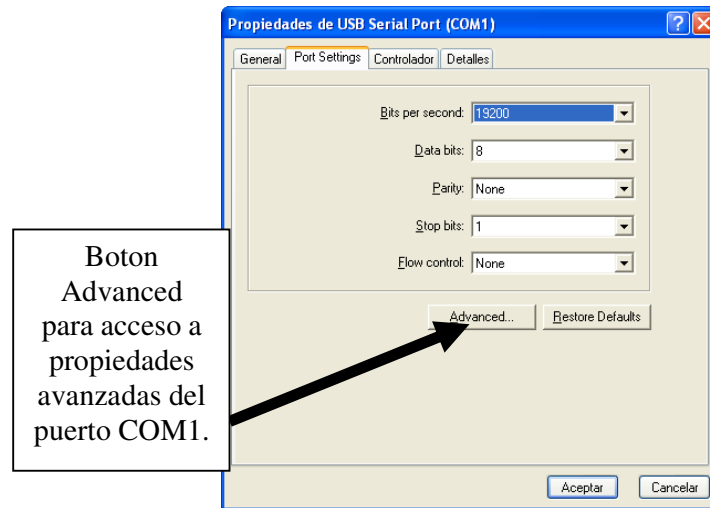 Propiedades de USB Serial Port (COM1)
General Port Settings Controlador Detalles
Bits per second: 19200
Data bits: 8
Parity: None
Stop bits: 1
Flow control: None
Advanced... Restore Defaults
Boton
Advanced
para acceso a
propiedades
avanzadas del
puerto COM1.
Aceptar Cancelar